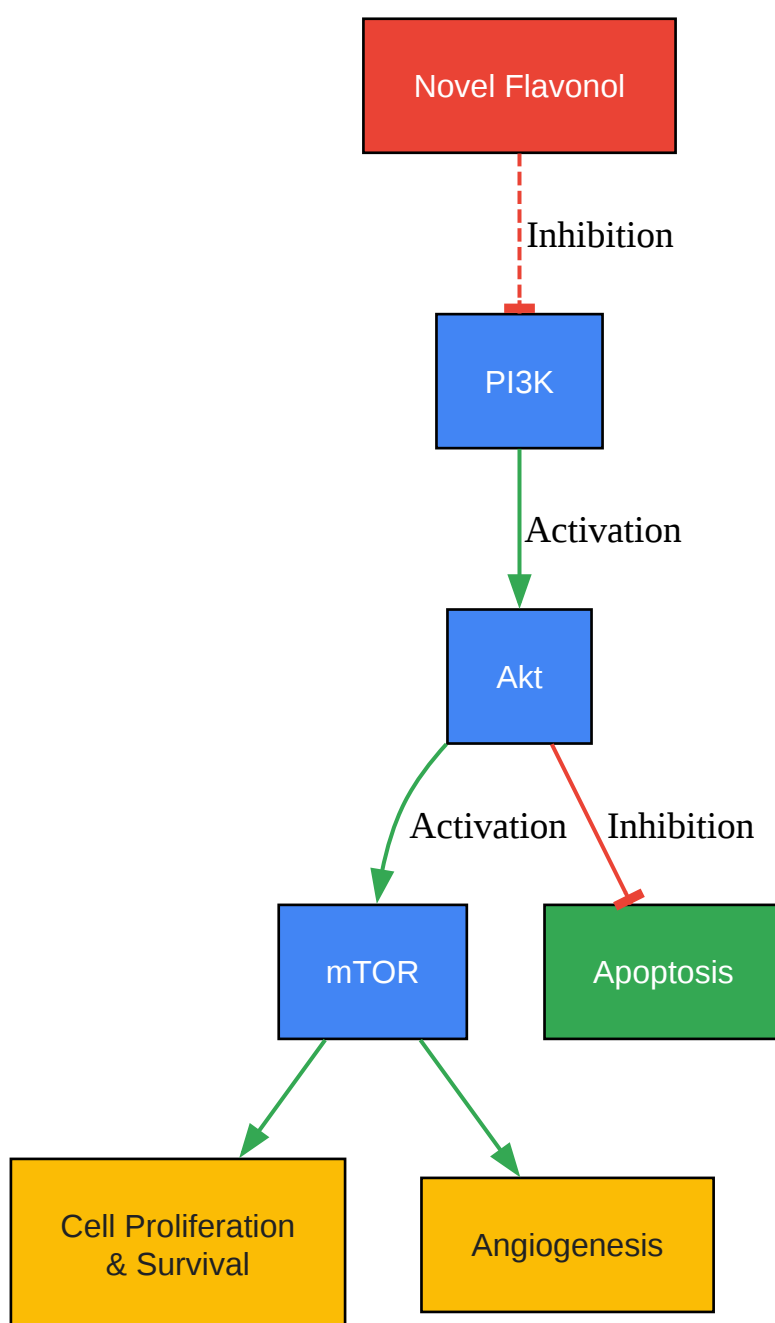 Novel Flavonol
Inhibition
PI3K
Activation
Akt
Activation
Inhibition
mTOR
Apoptosis
Cell Proliferation
& Survival
Angiogenesis